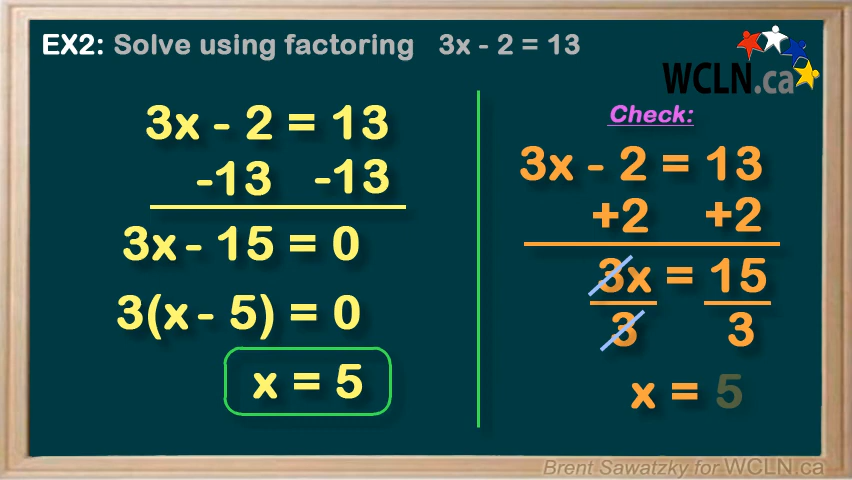 EX2: Solve using factoring 3x - 2 = 13
WCLN.ca
3x - 2 = 13
-13 -13
3x - 15 = 0
3(x - 5) = 0
x = 5
Check:
3x - 2 = 13
+2 +2
3x = 15
3 3
x = 5
Brent Sawatzky for WCLN.ca